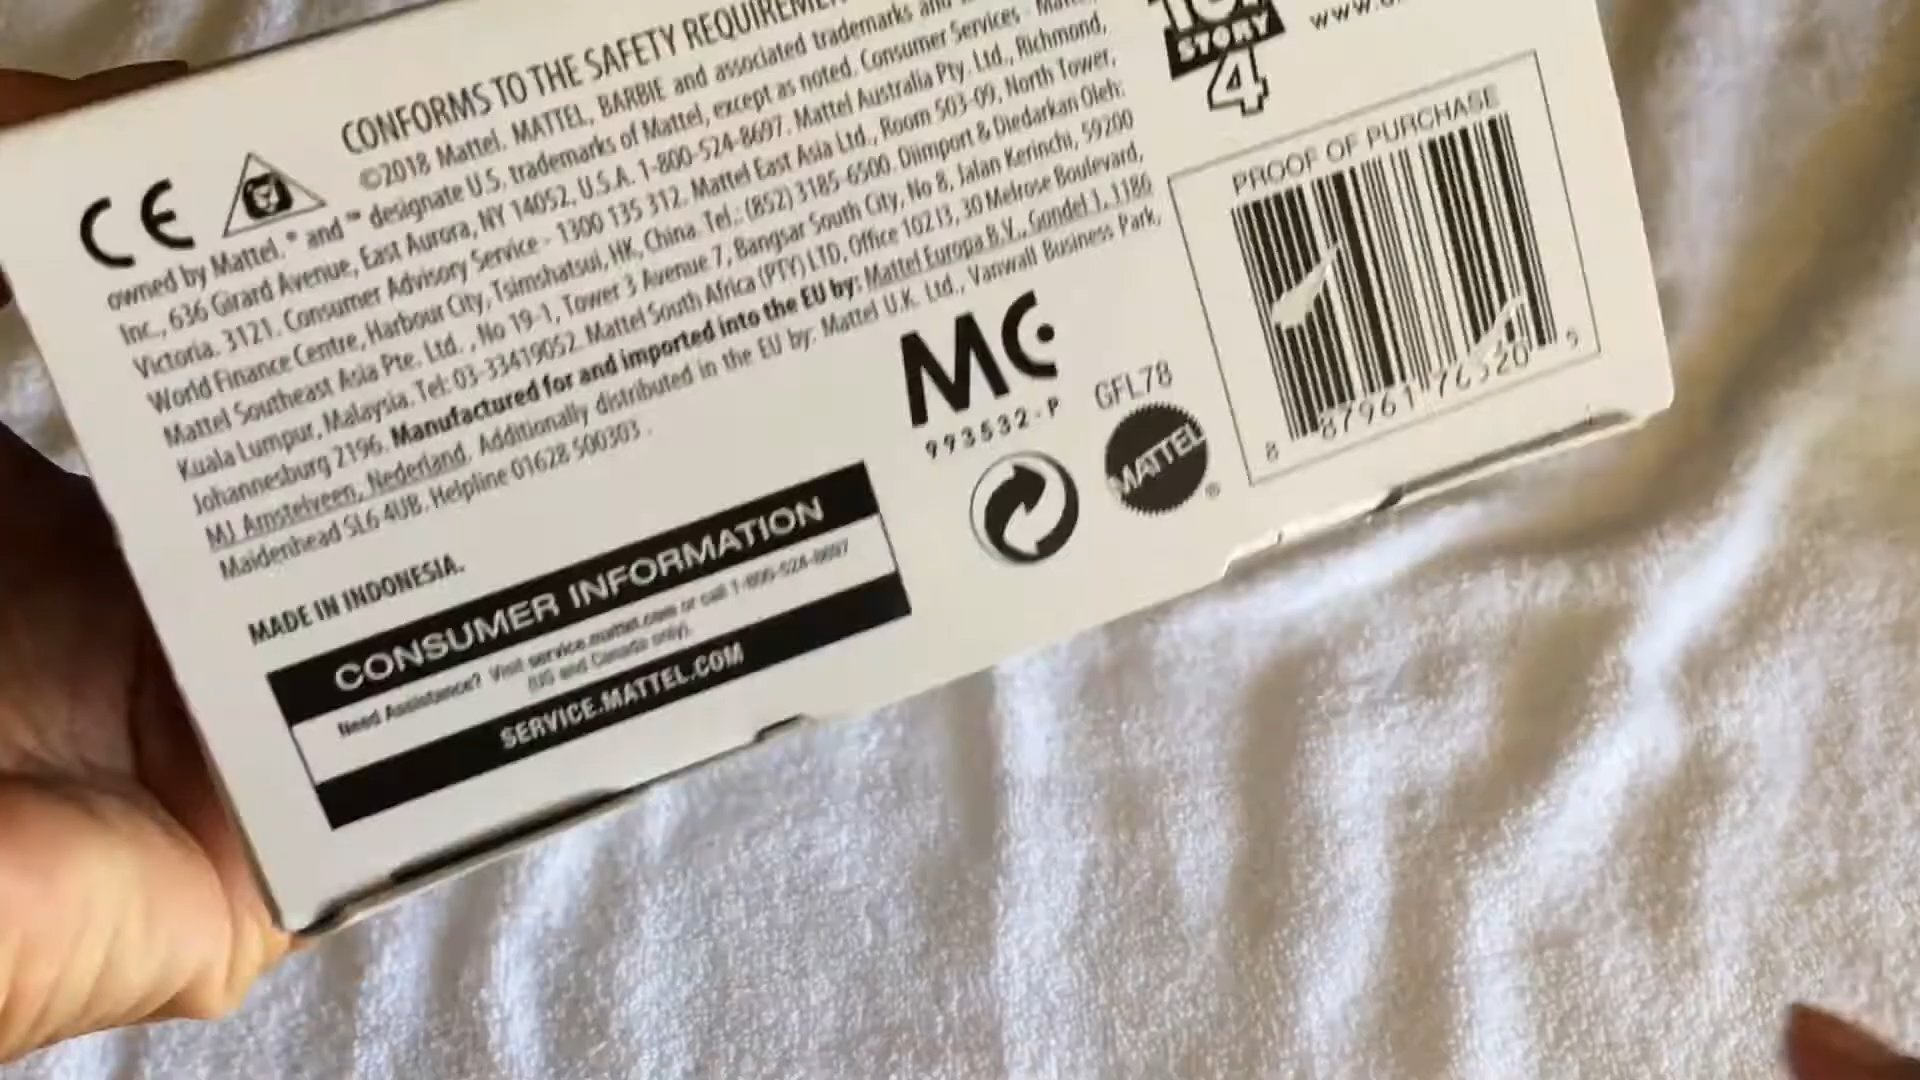 CONFORMS TO THE SAFETY
©2018 Mattel. MATTEL, BARBIE and associated trademarks and
owned by Mattel. ® and ™ designate U.S. trademarks of Mattel, except as noted. Consumer Services - Mattel,
Inc., 636 Girard Avenue, East Aurora, NY 14052, U.S.A. 1-800-524-8697. Mattel Australia Pty. Ltd., Richmond,
Victoria. 3121. Consumer Advisory Service - 1300 135 312. Mattel East Asia Ltd., Room 503-09, North Tower,
World Finance Centre, Harbour City, Tsimshatsui, HK, China. Tel.: (852) 3185-6500. Diimport & Diedarkan Oleh:
Mattel Southeast Asia Pte. Ltd. , No 19-1, Tower 3 Avenue 7, Bangsar South City, No 8, Jalan Kerinchi, 59200
Kuala Lumpur, Malaysia. Tel: 03-33419052. Mattel South Africa (PTY) LTD, Office 102 I3, 30 Melrose Boulevard,
Johannesburg 2196. Manufactured for and imported into the EU by: Mattel Europa B.V., Gondel 1, 1186
MJ Amstelveen, Nederland. Additionally distributed in the EU by: Mattel U.K. Ltd., Vanwall Business Park,
Maidenhead SL6 4UB. Helpline 01628 500303 .
MADE IN INDONESIA.
CONSUMER INFORMATION
Need Assistance? Visit service.mattel.com or call 1-800-524-8697
(US and Canada only).
SERVICE.MATTEL.COM
CE
MC
993532-P
GFL78
MATTEL
®
TOY
STORY
4
PROOF OF PURCHASE
8 87961 76520 5